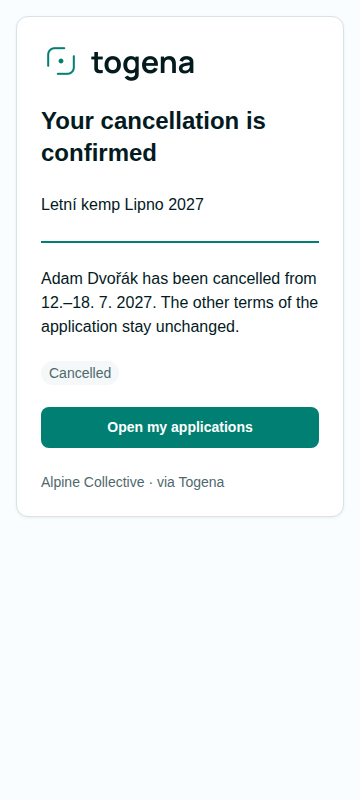 togena
Your cancellation is
confirmed
Letní kemp Lipno 2027
Adam Dvořák has been cancelled from
12.–18. 7. 2027. The other terms of the
application stay unchanged.
Cancelled
Open my applications
Alpine Collective · via Togena